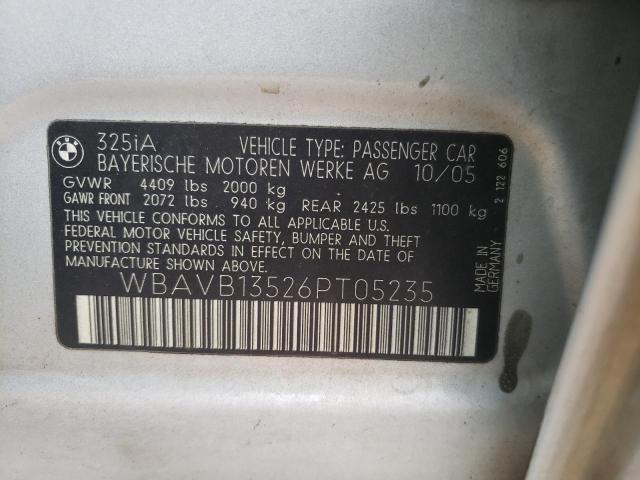 BMW
325iA VEHICLE TYPE: PASSENGER CAR
BAYERISCHE MOTOREN WERKE AG 10/05
GVWR 4409 lbs 2000 kg
GAWR FRONT 2072 lbs 940 kg REAR 2425 lbs 1100 kg
THIS VEHICLE CONFORMS TO ALL APPLICABLE U.S.
FEDERAL MOTOR VEHICLE SAFETY, BUMPER AND THEFT
PREVENTION STANDARDS IN EFFECT ON THE DATE
OF MANUFACTURE SHOWN ABOVE.
WBAVB13526PT05235
2 122 606
MADE IN
GERMANY